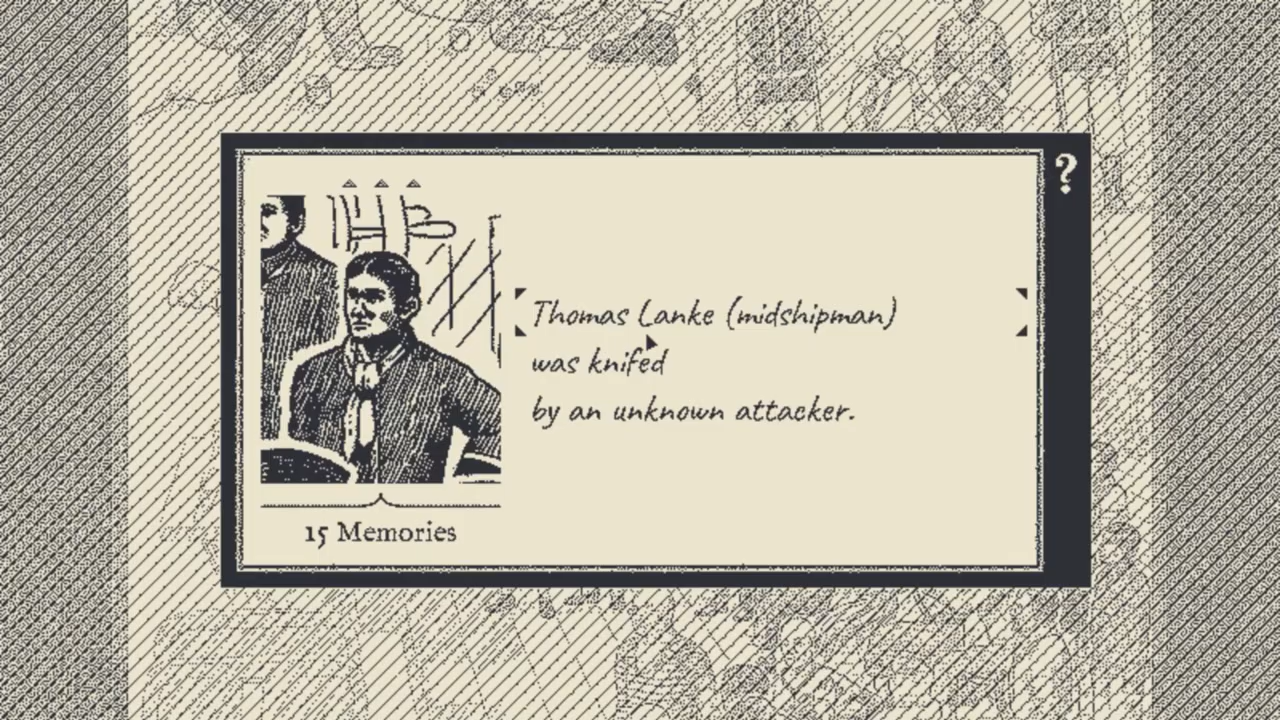 ?
Thomas Lanke (midshipman)
was knifed
by an unknown attacker.
15 Memories